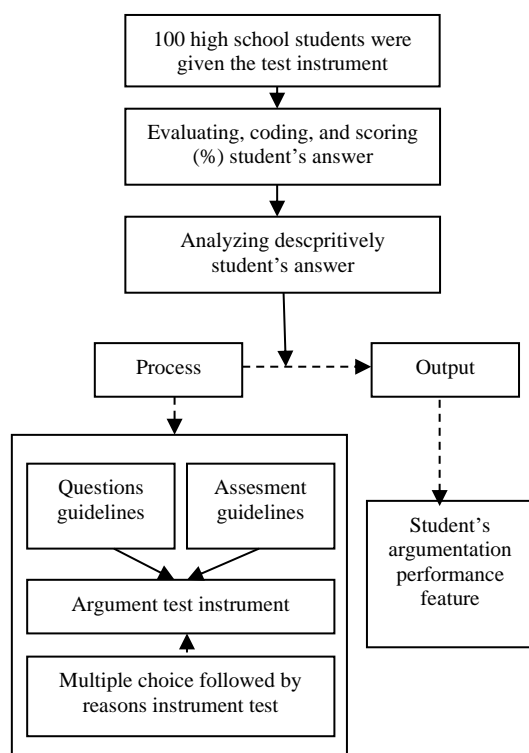 100 high school students were
given the test instrument
Evaluating, coding, and scoring
(%) student's answer
Analyzing descpritively
student's answer
Process
Output
Questions
guidelines
Assesment
guidelines
Argument test instrument
Multiple choice followed by
reasons instrument test
Student's
argumentation
performance
feature